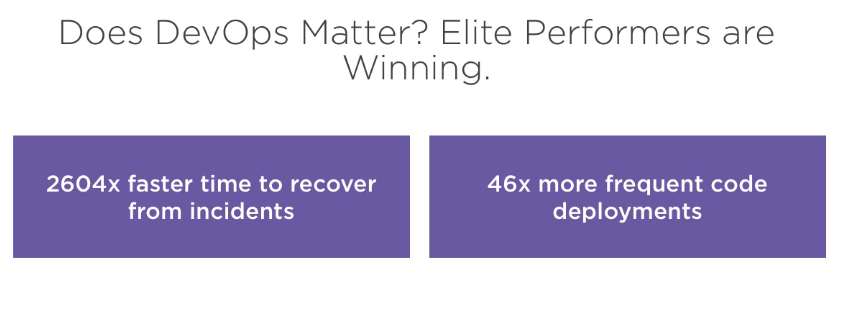 Does DevOps Matter? Elite Performers are
Winning.
2604x faster time to recover
from incidents
46x more frequent code
deployments